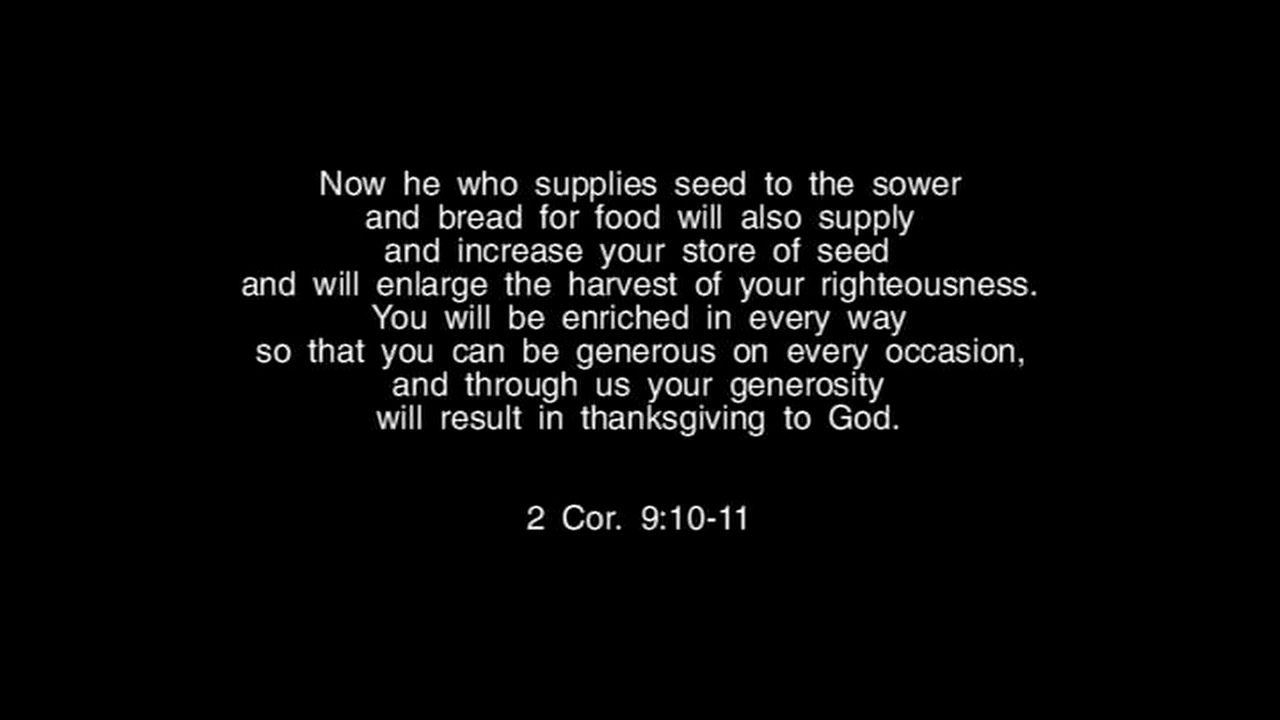 Now he who supplies seed to the sower
and bread for food will also supply
and increase your store of seed
and will enlarge the harvest of your righteousness.
You will be enriched in every way
so that you can be generous on every occasion,
and through us your generosity
will result in thanksgiving to God.
2 Cor. 9:10-11